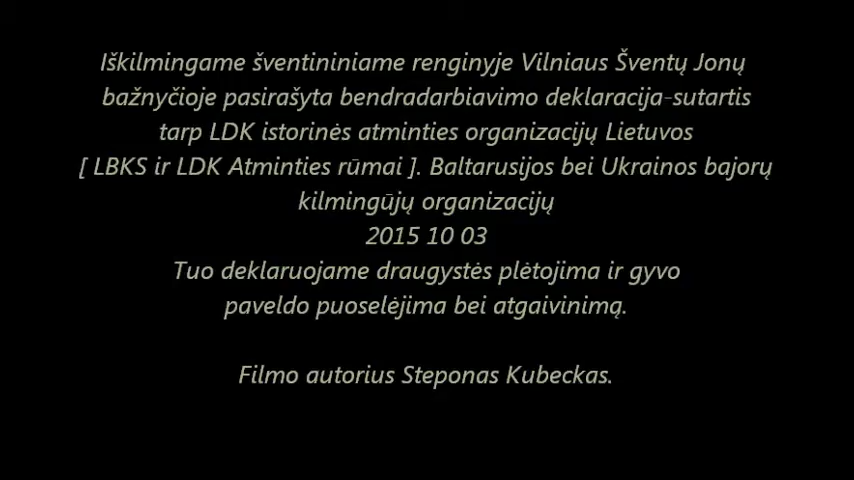 Iškilmingame šventininiame renginyje Vilniaus Šventų Jonų
bažnyčioje pasirašyta bendradarbiavimo deklaracija-sutartis
tarp LDK istorinės atminties organizacijų Lietuvos
[ LBKS ir LDK Atminties rūmai ]. Baltarusijos bei Ukrainos bajorų
kilmingūjų organizacijų
2015 10 03
Tuo deklaruojame draugystės plėtojima ir gyvo
paveldo puoselėjima bei atgaivinimą.
Filmo autorius Steponas Kubeckas.